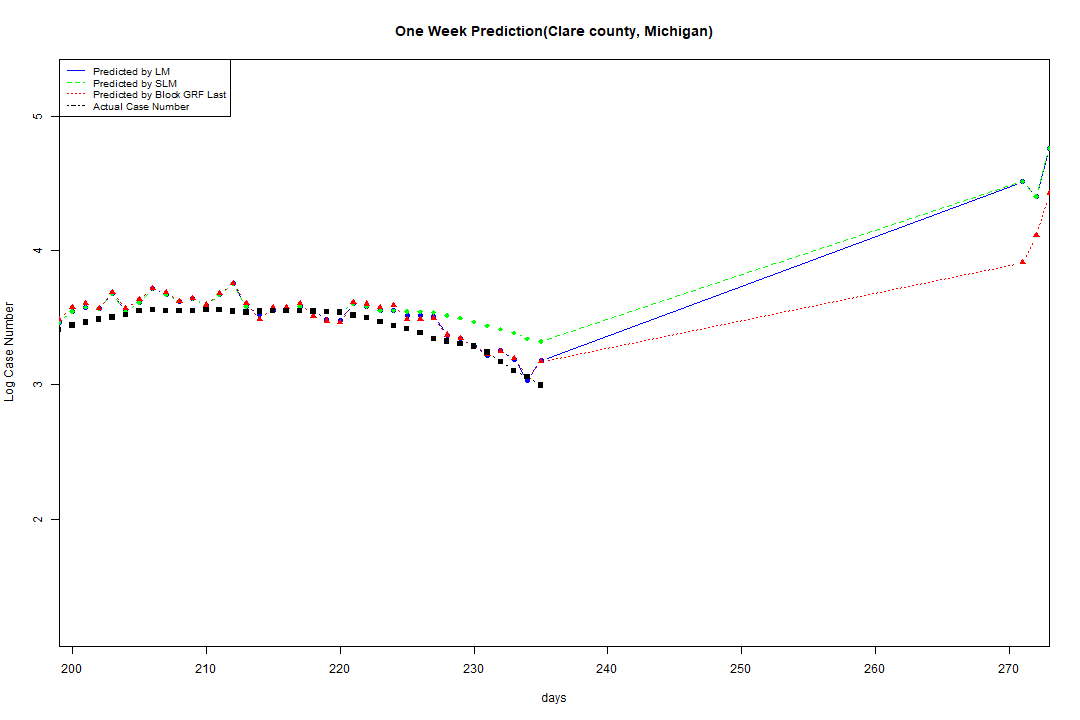 One Week Prediction(Clare county, Michigan)
Predicted by LM
Predicted by SLM
Predicted by Block GRF Last
Actual Case Number
5
4
3
2
Log Case Number
200 210 220 230 240 250 260 270
days